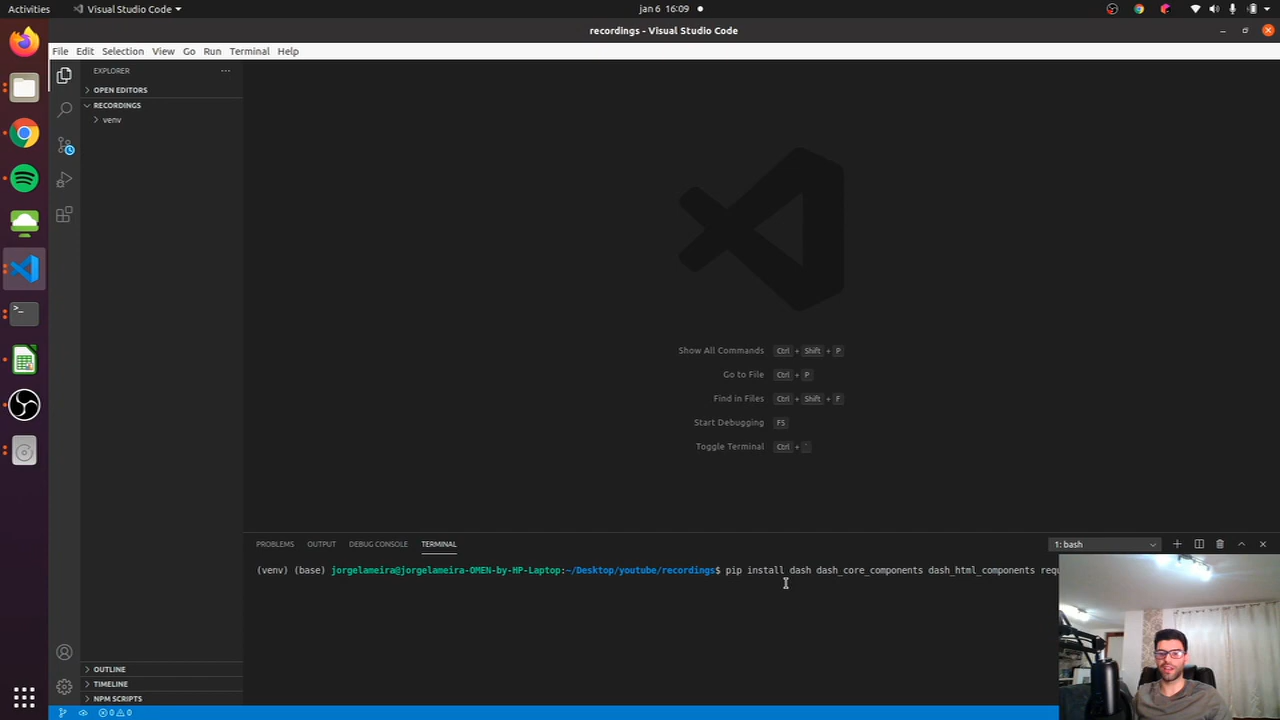 Activities
Visual Studio Code
jan 6 16:09
recordings - Visual Studio Code
File Edit Selection View Go Run Terminal Help
EXPLORER
OPEN EDITORS
RECORDINGS
venv
Show All Commands Ctrl + Shift + P
Go to File Ctrl + P
Find in Files Ctrl + Shift + F
Start Debugging F5
Toggle Terminal Ctrl + `
PROBLEMS OUTPUT DEBUG CONSOLE TERMINAL
1: bash
(venv) (base) jorgelameira@jorgelameira-OMEN-by-HP-Laptop:~/Desktop/youtube/recordings$ pip install dash dash_core_components dash_html_components requ
OUTLINE
TIMELINE
NPM SCRIPTS
0 0